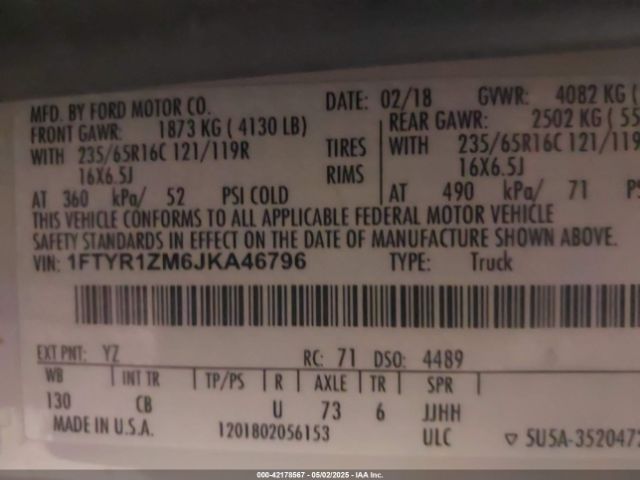 MFD. BY FORD MOTOR CO. DATE: 02/18 GVWR: 4082 KG (
FRONT GAWR: 1873 KG ( 4130 LB) REAR GAWR: 2502 KG ( 55
WITH 235/65R16C 121/119R TIRES WITH 235/65R16C 121/119
16X6.5J RIMS 16X6.5J
AT 360 kPa/ 52 PSI COLD AT 490 kPa/ 71 PS
THIS VEHICLE CONFORMS TO ALL APPLICABLE FEDERAL MOTOR VEHICLE
SAFETY STANDARDS IN EFFECT ON THE DATE OF MANUFACTURE SHOWN ABOVE.
VIN: 1FTYR1ZM6JKA46796 TYPE: Truck
EXT PNT: YZ RC: 71 DSO: 4489
WB INT TR TP/PS R AXLE TR SPR
130 CB U 73 6 JJHH
MADE IN U.S.A. 1201802056153 ULC ▽ 5U5A-3520472
000-42178567 - 05/02/2025 - IAA Inc.